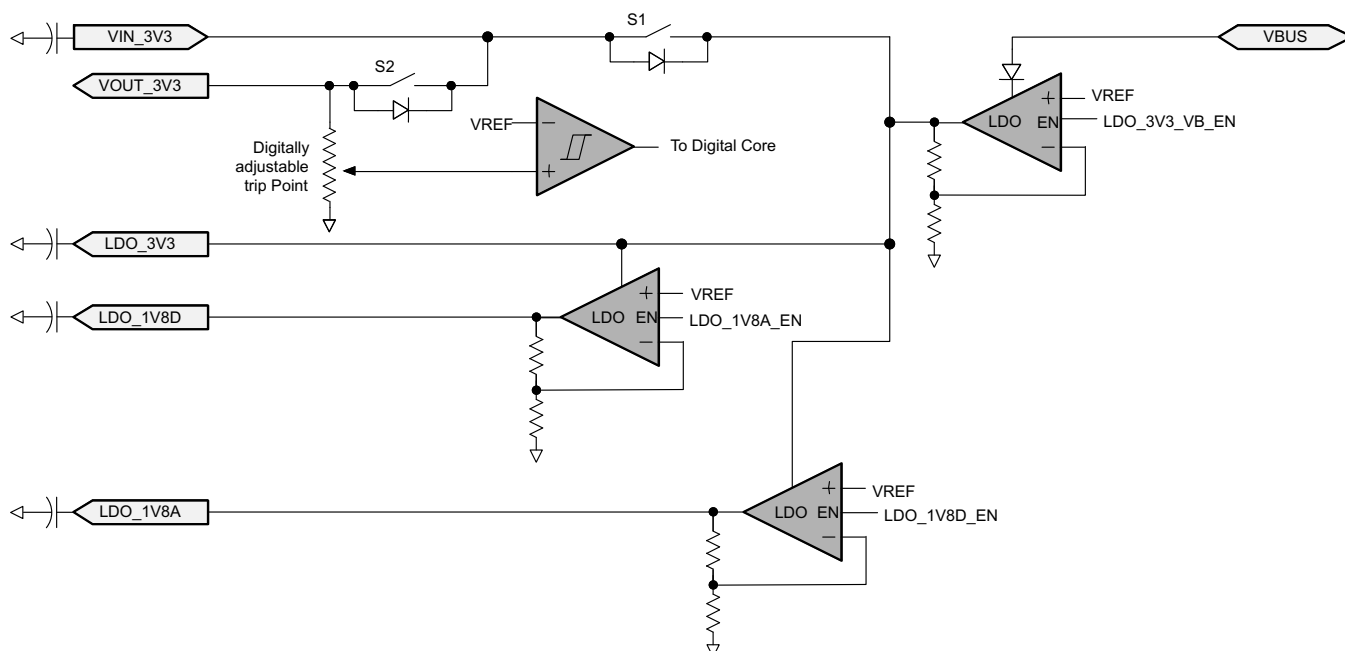 VIN_3V3
S1
VBUS
S2
VOUT_3V3
VREF
LDO
EN
LDO_3V3_VB_EN
VREF
To Digital Core
Digitally
adjustable
trip Point
LDO_3V3
VREF
LDO_1V8D
LDO
EN
LDO_1V8A_EN
VREF
LDO_1V8A
LDO
EN
LDO_1V8D_EN